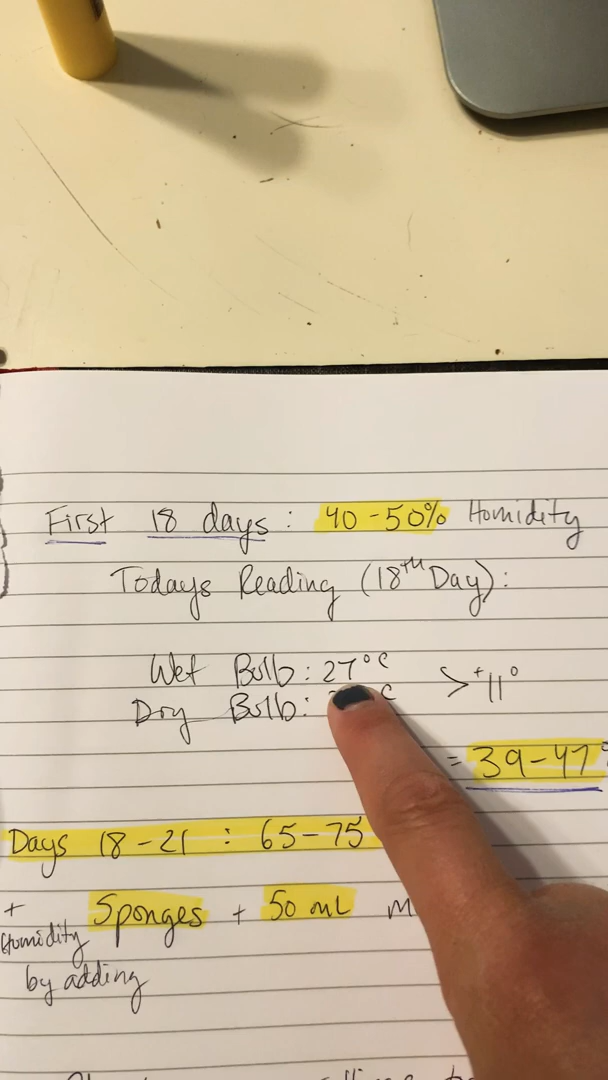 First 18 days : 40-50% Humidity
Todays Reading (18th Day):
Wet Bulb: 27°C
Dry Bulb: C
> +11°
= 39-47
Days 18-21 : 65-75
+ Sponges + 50 mL
Humidity
by adding